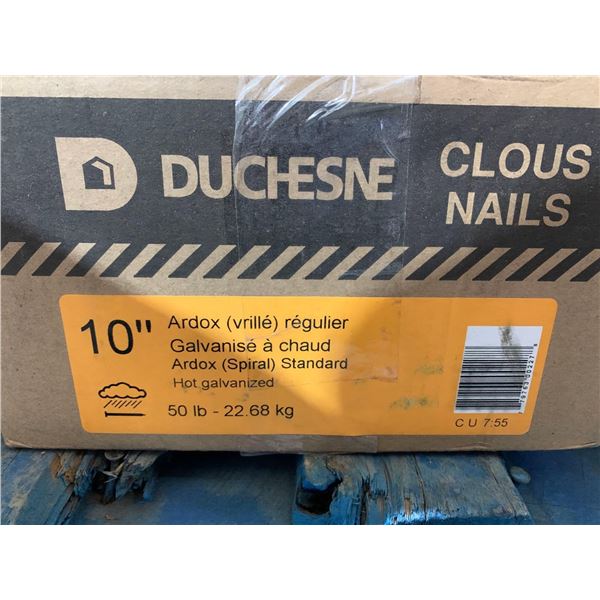 DUCHESNE
CLOUS
NAILS
10"
Ardox (vrillé) régulier
Galvanisé à chaud
Ardox (Spiral) Standard
Hot galvanized
50 lb - 22.68 kg
C U 7:55